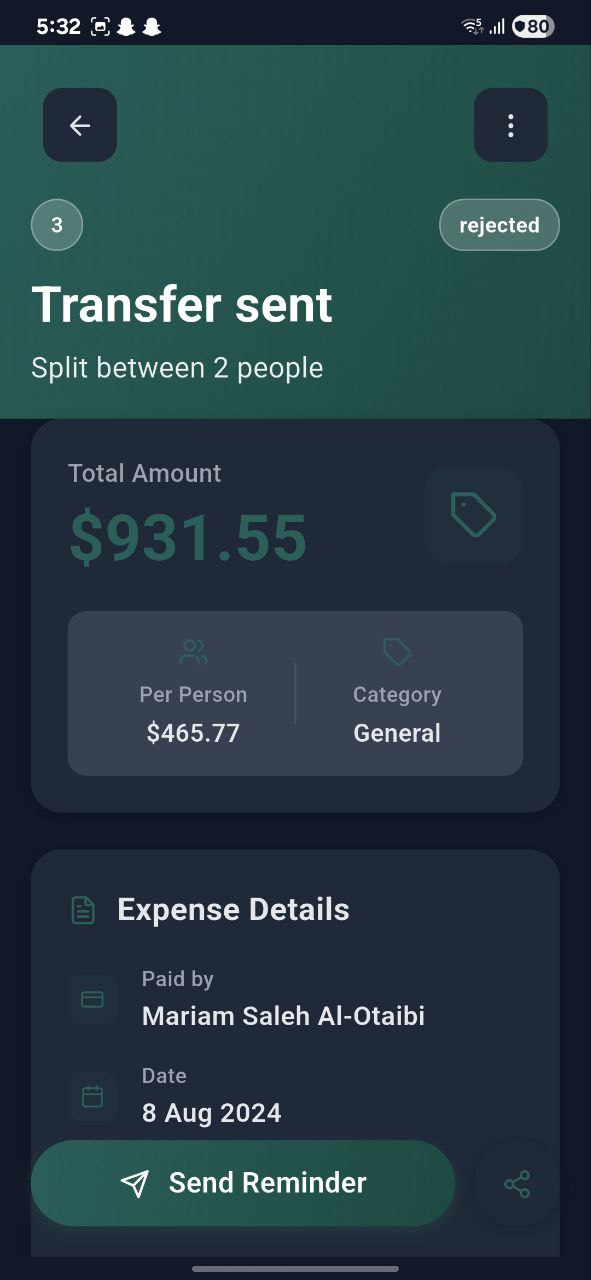 5:32
5
80
3
rejected
Transfer sent
Split between 2 people
Total Amount
$931.55
Per Person
Category
$465.77
General
Expense Details
Paid by
Mariam Saleh Al-Otaibi
Date
8 Aug 2024
Send Reminder